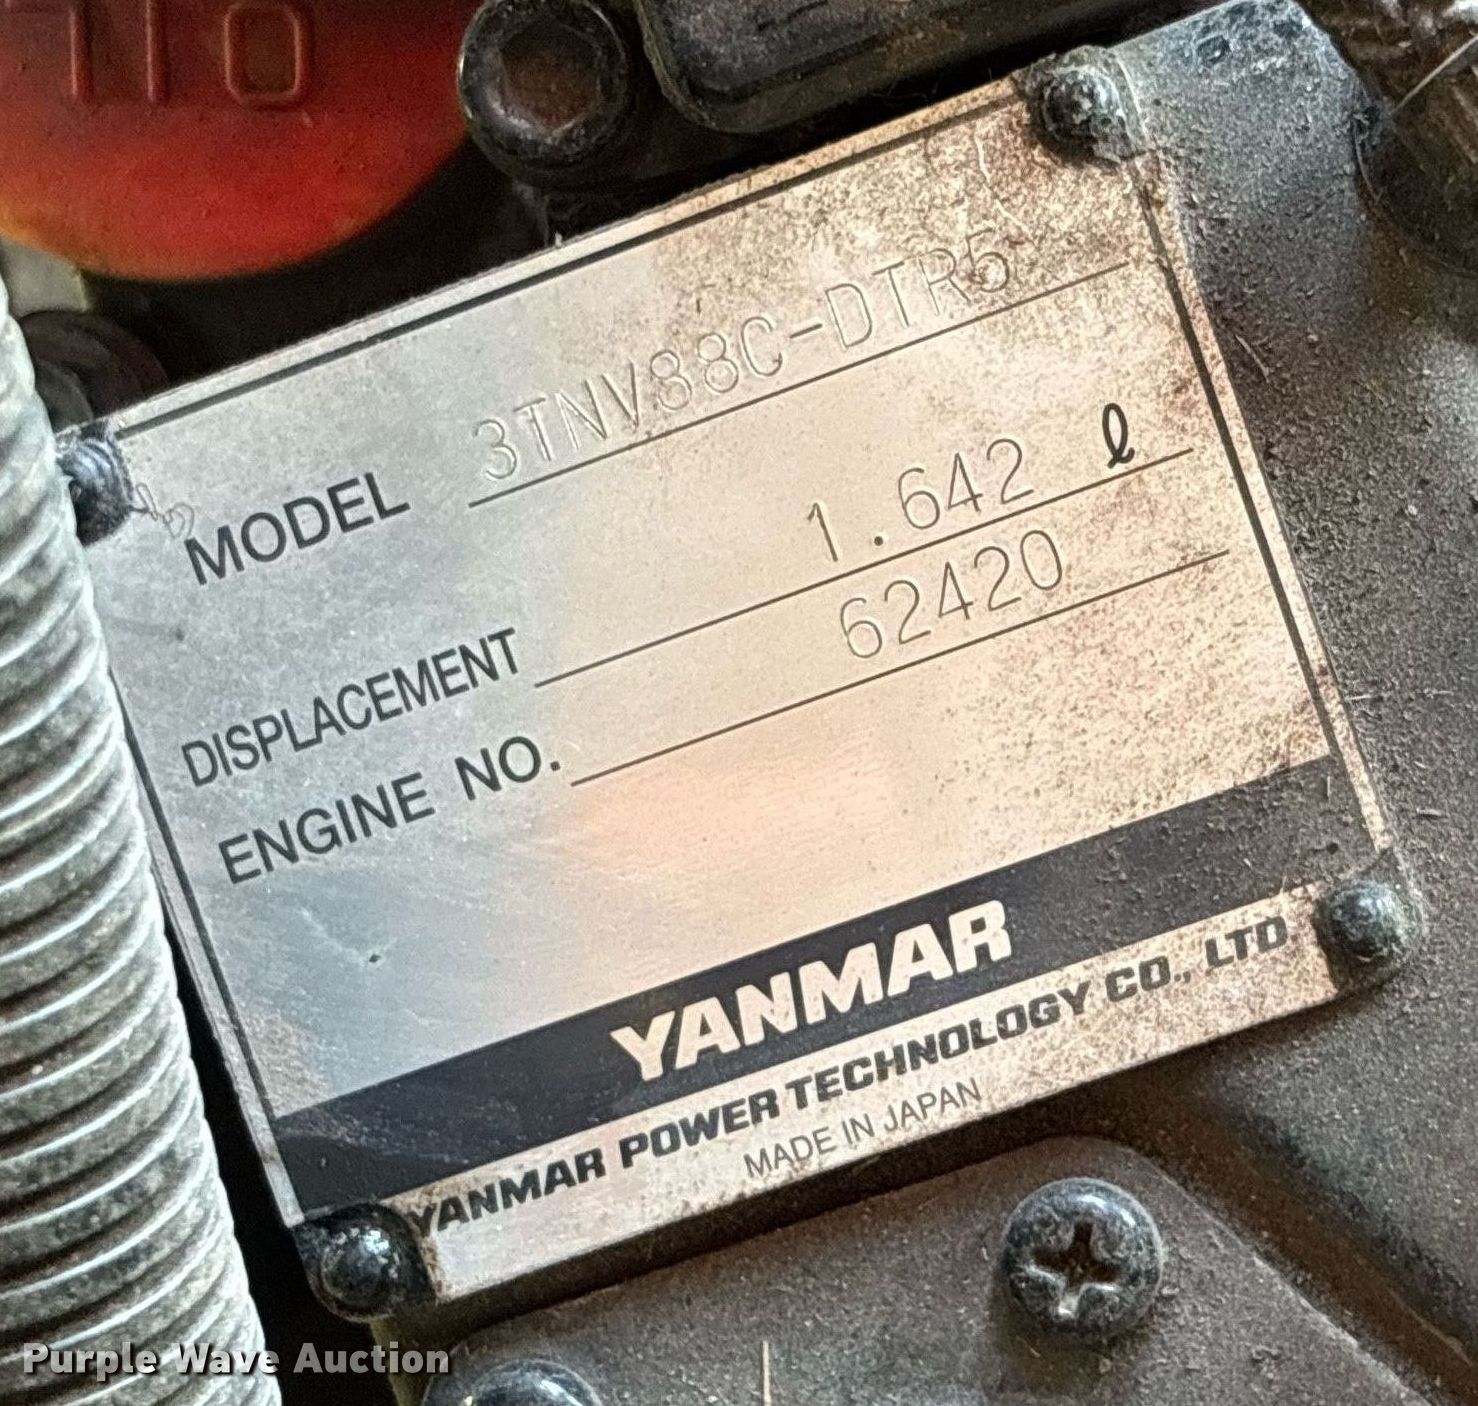 OIL
MODEL 3TNV88C-DTR5
DISPLACEMENT 1.642 ℓ
ENGINE NO. 62420
YANMAR
YANMAR POWER TECHNOLOGY CO., LTD
MADE IN JAPAN
Purple Wave Auction